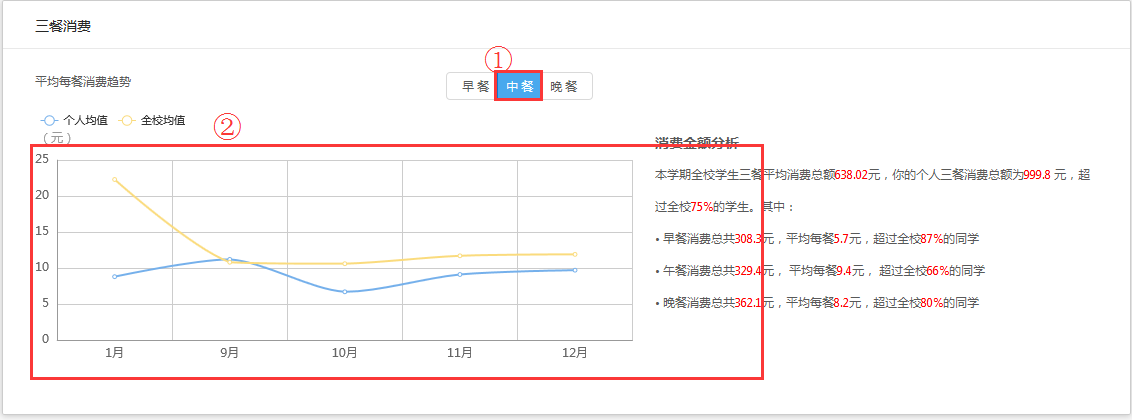 三餐消费
①
平均每餐消费趋势
早餐 中餐 晚餐
个人均值 全校均值
②
（元）
25
20
15
10
5
0
1月 9月 10月 11月 12月
消费金额分析
本学期全校学生三餐平均消费总额638.02元，你的个人三餐消费总额为999.8 元，超
过全校75%的学生。其中：
• 早餐消费总共308.3元，平均每餐5.7元，超过全校87%的同学
• 午餐消费总共329.4元， 平均每餐9.4元， 超过全校66%的同学
• 晚餐消费总共362.1元，平均每餐8.2元，超过全校80%的同学